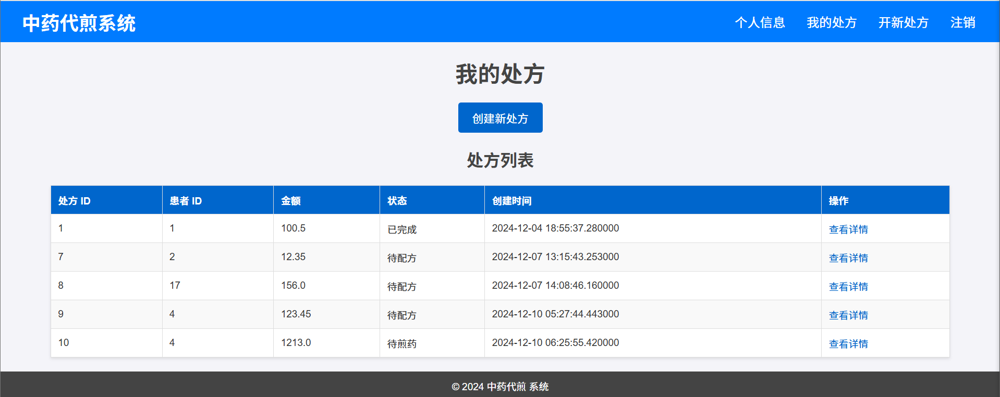 中药代煎系统 个人信息 我的处方 开新处方 注销
我的处方
创建新处方
处方列表
处方 ID 患者 ID 金额 状态 创建时间 操作
1 1 100.5 已完成 2024-12-04 18:55:37.280000 查看详情
7 2 12.35 待配方 2024-12-07 13:15:43.253000 查看详情
8 17 156.0 待配方 2024-12-07 14:08:46.160000 查看详情
9 4 123.45 待配方 2024-12-10 05:27:44.443000 查看详情
10 4 1213.0 待煎药 2024-12-10 06:25:55.420000 查看详情
© 2024 中药代煎 系统